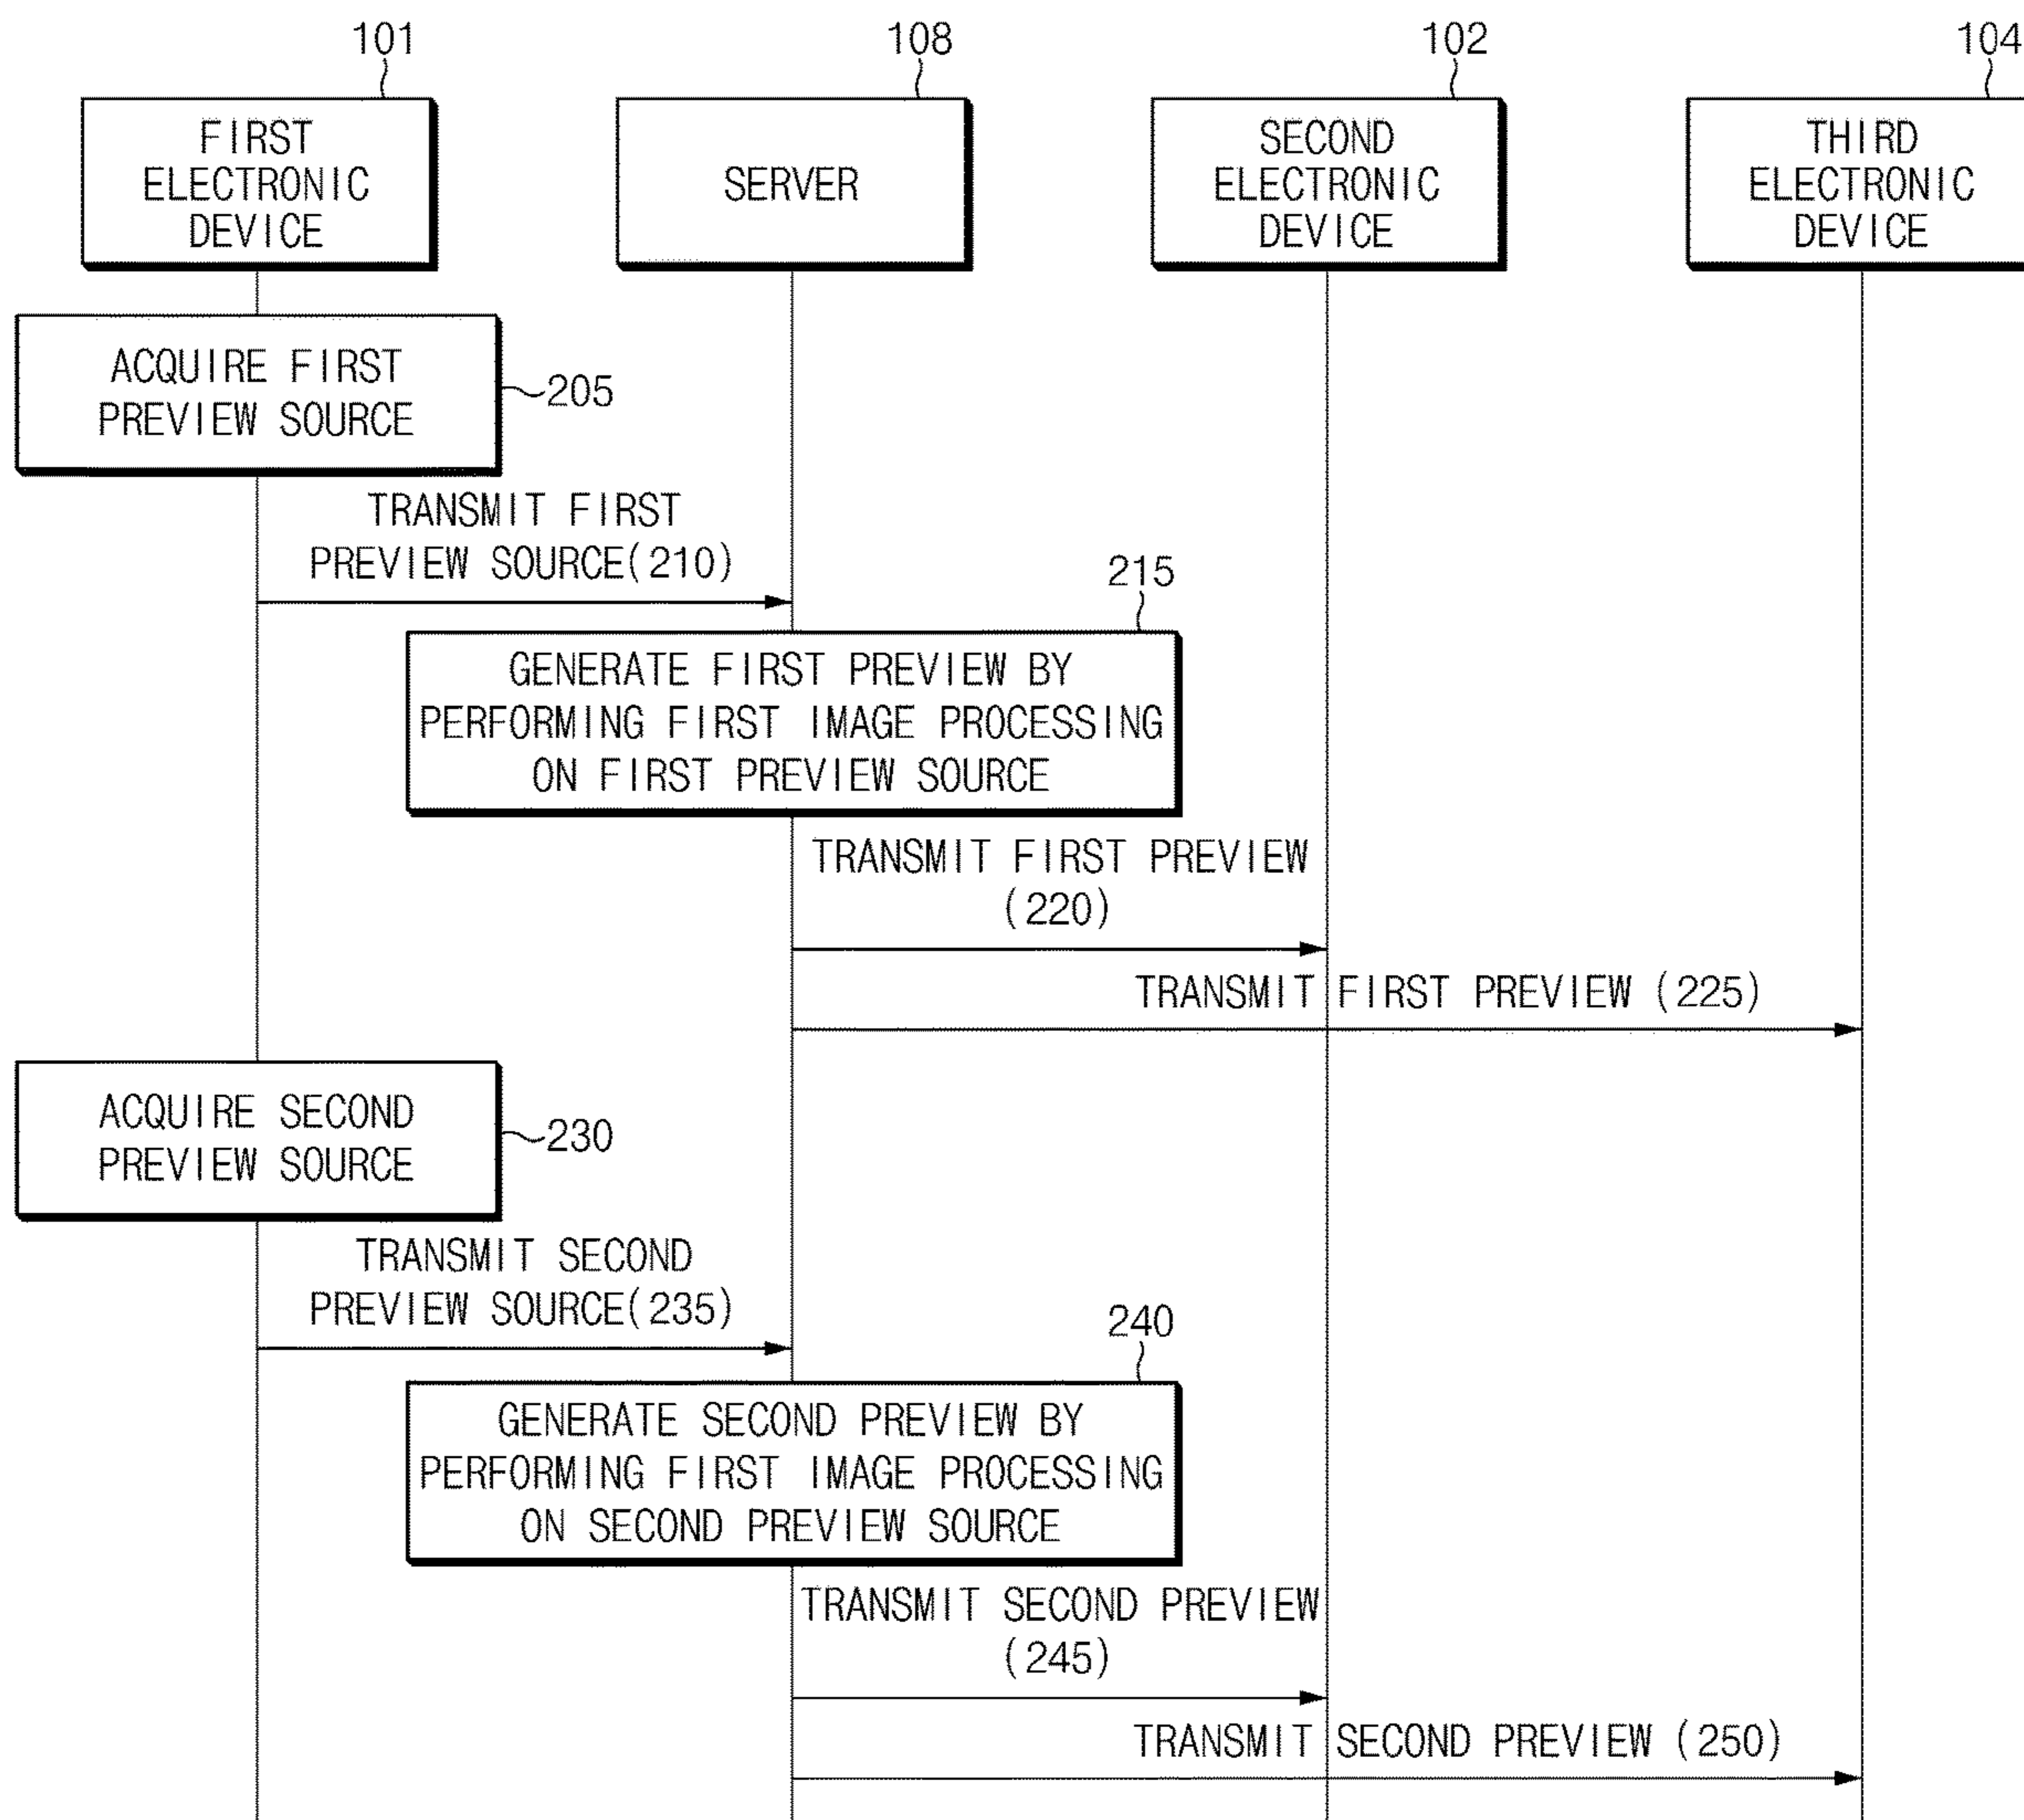 101
108
102
104
FIRST
ELECTRONIC
DEVICE
SERVER
SECOND
ELECTRONIC
DEVICE
THIRD
ELECTRONIC
DEVICE
ACQUIRE FIRST
PREVIEW SOURCE
205
TRANSMIT FIRST
PREVIEW SOURCE(210)
215
GENERATE FIRST PREVIEW BY
PERFORMING FIRST IMAGE PROCESSING
ON FIRST PREVIEW SOURCE
TRANSMIT FIRST PREVIEW
(220)
TRANSMIT FIRST PREVIEW (225)
ACQUIRE SECOND
PREVIEW SOURCE
230
TRANSMIT SECOND
PREVIEW SOURCE(235)
240
GENERATE SECOND PREVIEW BY
PERFORMING FIRST IMAGE PROCESSING
ON SECOND PREVIEW SOURCE
TRANSMIT SECOND PREVIEW
(245)
TRANSMIT SECOND PREVIEW (250)